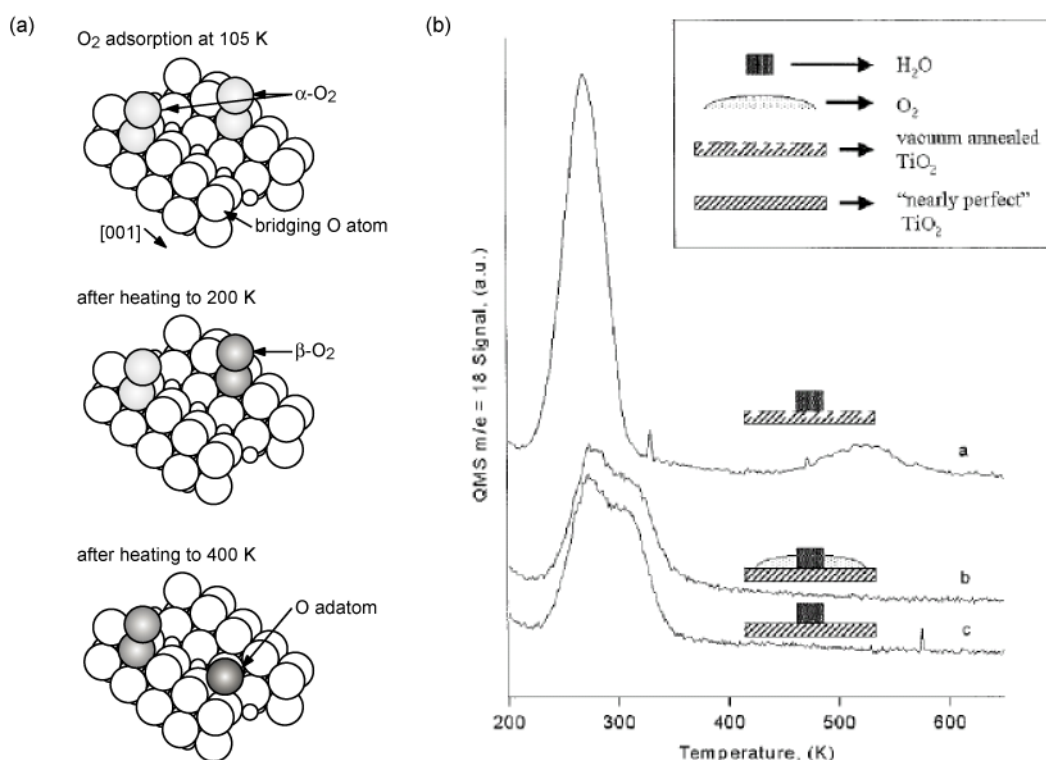 (a)
O2 adsorption at 105 K
α-O2
bridging O atom
[001]
after heating to 200 K
β-O2
after heating to 400 K
O adatom
(b)
H2O
O2
vacuum annealed
TiO2
“nearly perfect”
TiO2
QMS m/e = 18 Signal, (a.u.)
a
b
c
200 300 400 500 600
Temperature, (K)